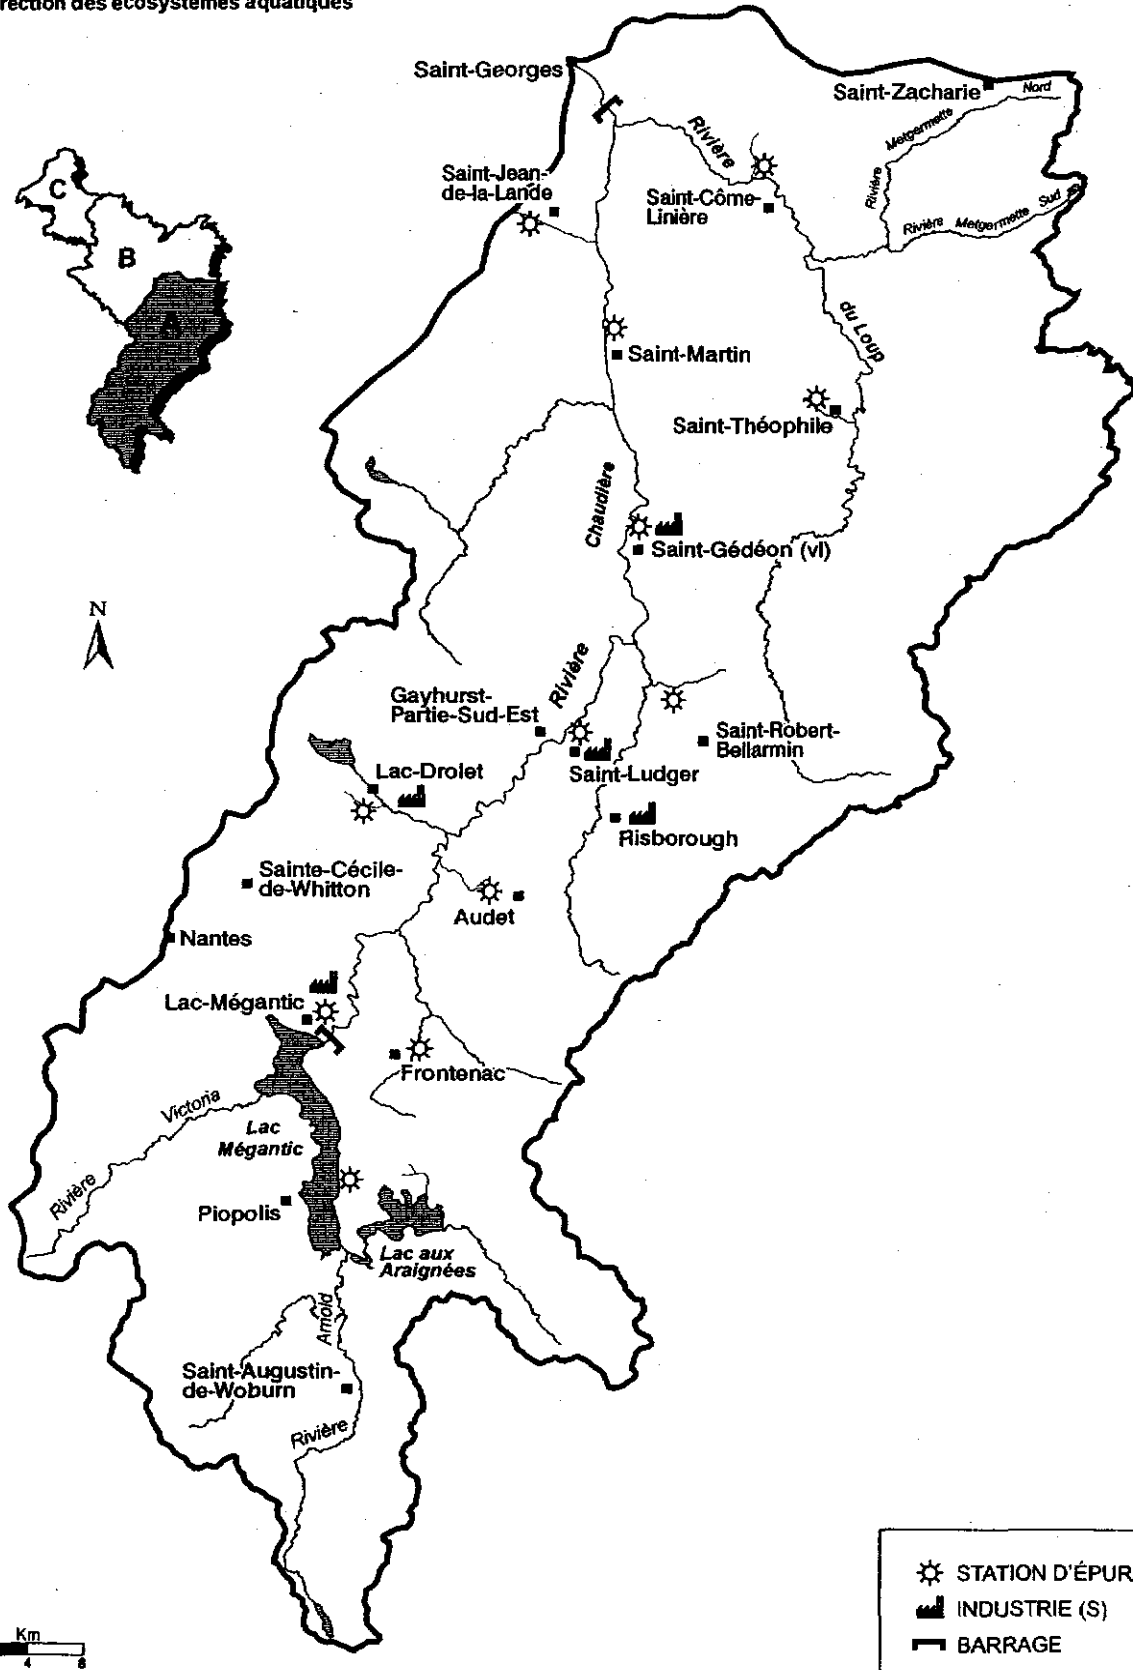 rection des écosystèmes aquatiques
Saint-Georges
Saint-Zacharie
Nord
Metgermette
Rivière
Rivière Metgermette Sud
Rivière
du Loup
C
B
A
Saint-Jean-
de-la-Lande
Saint-Côme-
Linière
Saint-Martin
Saint-Théophile
Chaudière
Rivière
Saint-Gédéon (vl)
N
Gayhurst-
Partie-Sud-Est
Saint-Robert-
Bellarmin
Saint-Ludger
Lac-Drolet
Risborough
Sainte-Cécile-
de-Whitton
Audet
Nantes
Lac-Mégantic
Frontenac
Victoria
Rivière
Lac
Mégantic
Piopolis
Lac aux
Araignées
Arnold
Rivière
Saint-Augustin-
de-Woburn
STATION D'ÉPUR
INDUSTRIE (S)
BARRAGE
Km
4 8